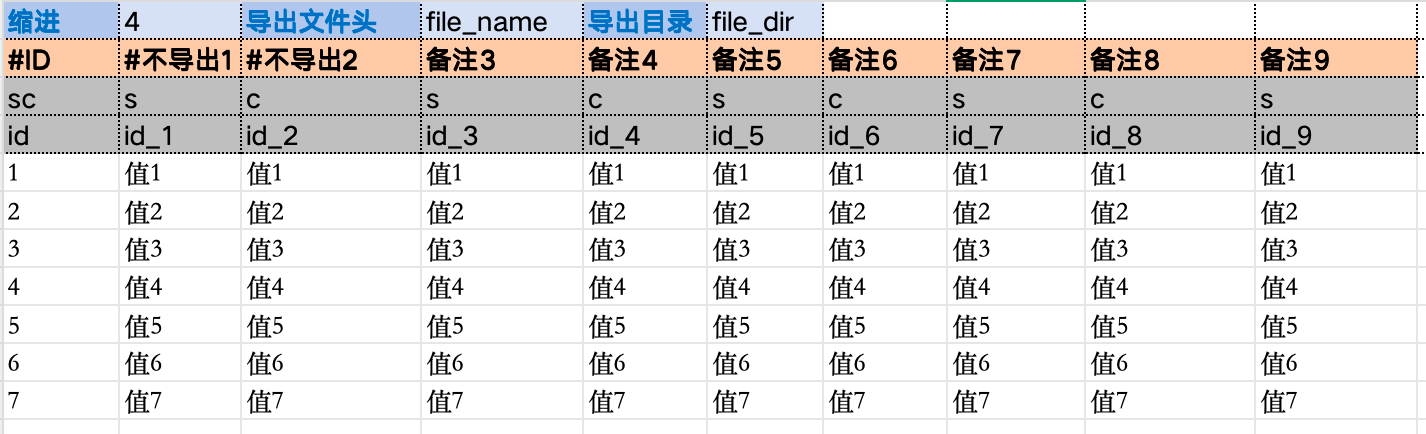 缩进 4 导出文件头 file_name 导出目录 file_dir
#ID #不导出1 #不导出2 备注3 备注4 备注5 备注6 备注7 备注8 备注9
sc s c s c s c s c s
id id_1 id_2 id_3 id_4 id_5 id_6 id_7 id_8 id_9
1 值1 值1 值1 值1 值1 值1 值1 值1 值1
2 值2 值2 值2 值2 值2 值2 值2 值2 值2
3 值3 值3 值3 值3 值3 值3 值3 值3 值3
4 值4 值4 值4 值4 值4 值4 值4 值4 值4
5 值5 值5 值5 值5 值5 值5 值5 值5 值5
6 值6 值6 值6 值6 值6 值6 值6 值6 值6
7 值7 值7 值7 值7 值7 值7 值7 值7 值7